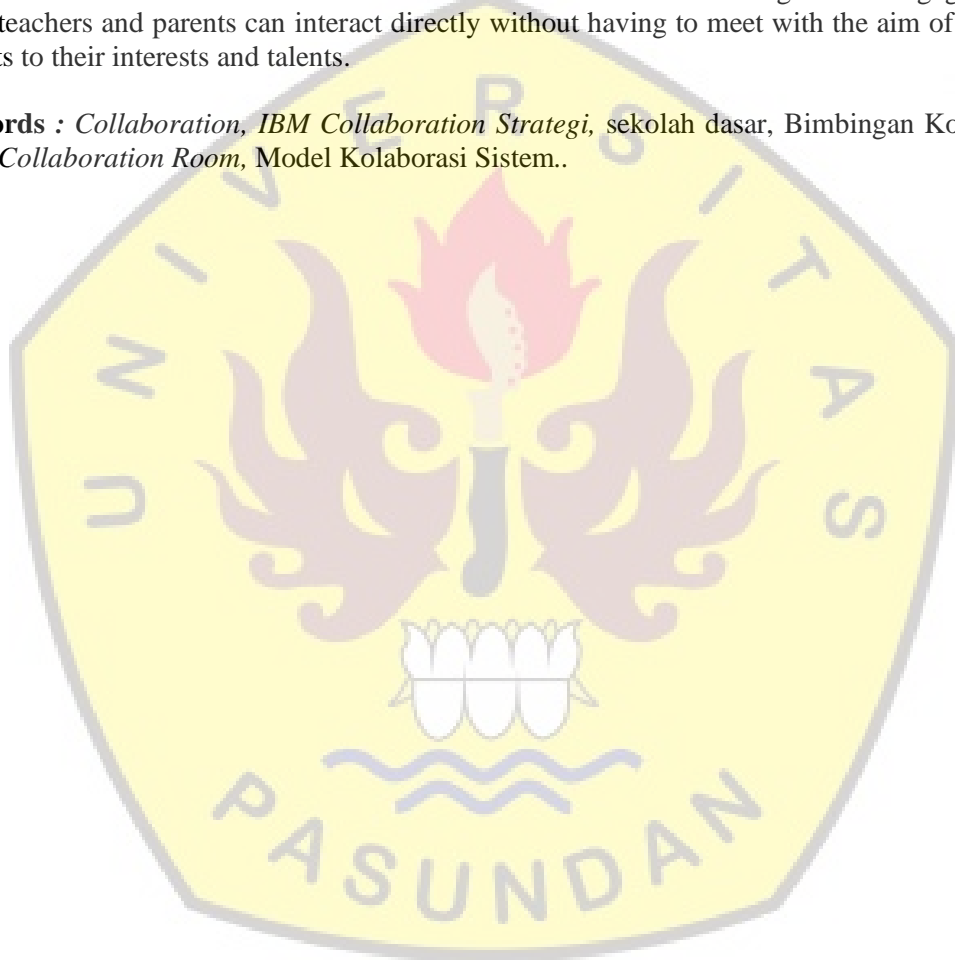 teachers and parents can interact directly without having to meet with the aim of
ts to their interests and talents.
ords : Collaboration, IBM Collaboration Strategi, sekolah dasar, Bimbingan Ko
Collaboration Room, Model Kolaborasi Sistem..
UNIVERSITAS
PASUNDAN